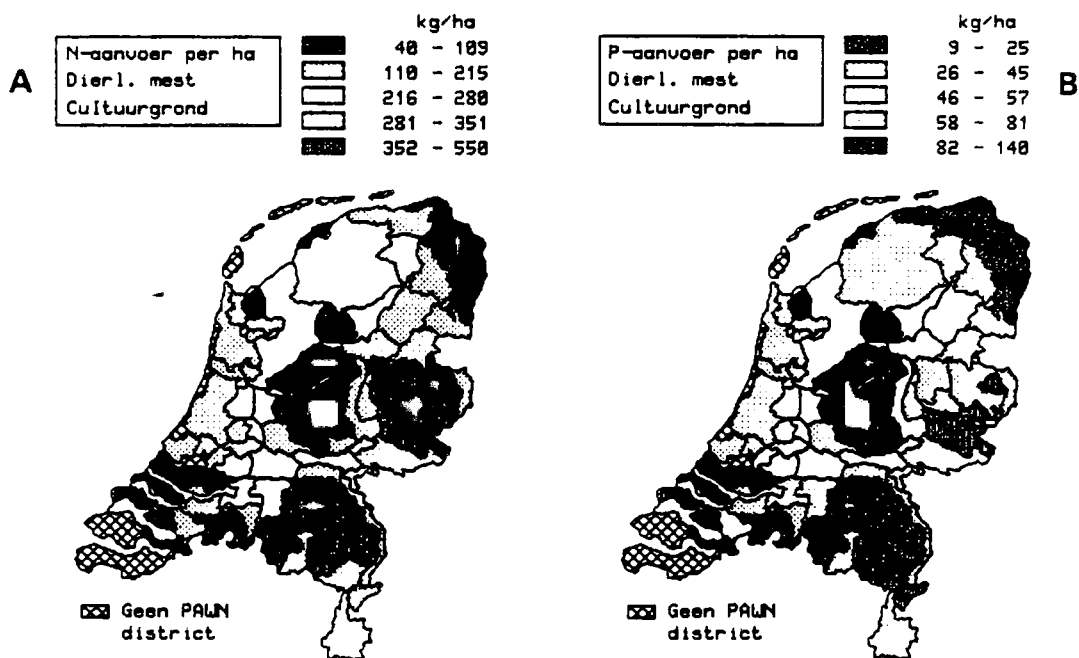 A
N-aanvoer per ha
Dierl. mest
Cultuurgrond
kg/ha
40 - 109
110 - 215
216 - 280
281 - 351
352 - 550
Geen PAWN
district
B
P-aanvoer per ha
Dierl. mest
Cultuurgrond
kg/ha
9 - 25
26 - 45
46 - 57
58 - 81
82 - 140
Geen PAWN
district